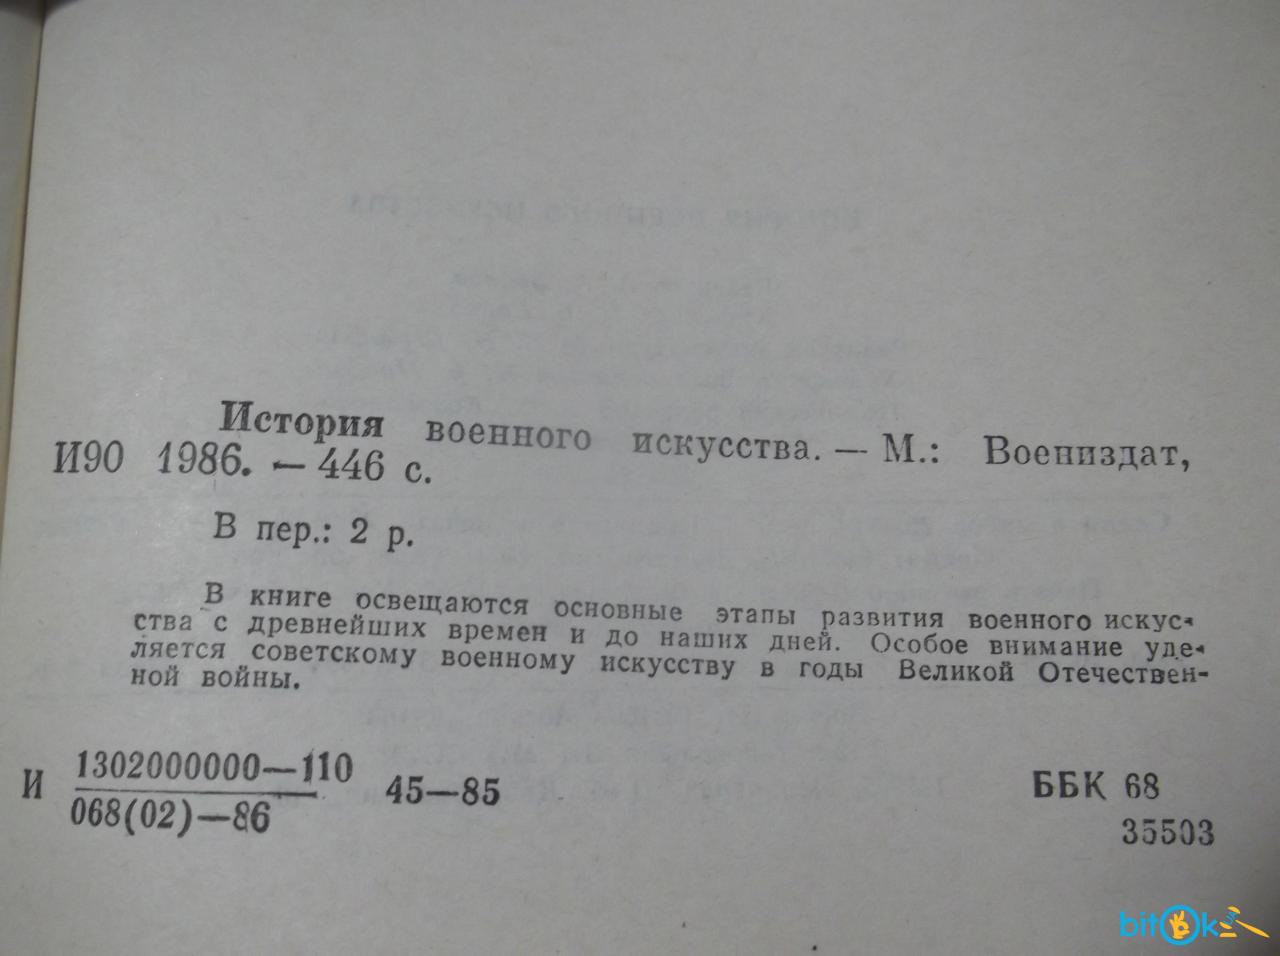 История военного искусства. — М.: Воениздат,
И90 1986. — 446 с.
В пер.: 2 р.
В книге освещаются основные этапы развития военного искус-
ства с древнейших времен и до наших дней. Особое внимание уде-
ляется советскому военному искусству в годы Великой Отечествен-
ной войны.
И 1302000000—110
068(02)—86
45—85
ББК 68
35503
bitOk